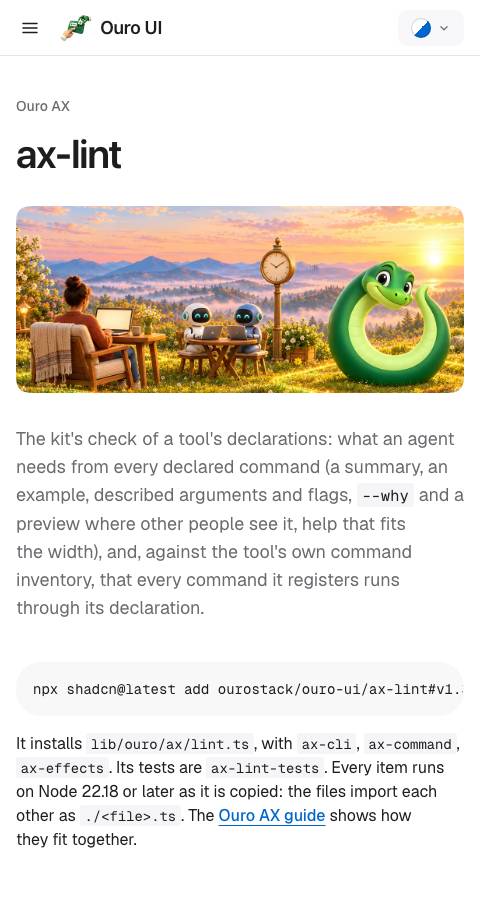 Ouro UI
Ouro AX
ax-lint
The kit's check of a tool's declarations: what an agent
needs from every declared command (a summary, an
example, described arguments and flags, --why and a
preview where other people see it, help that fits
the width), and, against the tool's own command
inventory, that every command it registers runs
through its declaration.
npx shadcn@latest add ourostack/ouro-ui/ax-lint#v1.
It installs lib/ouro/ax/lint.ts, with ax-cli, ax-command,
ax-effects. Its tests are ax-lint-tests. Every item runs
on Node 22.18 or later as it is copied: the files import each
other as ./<file>.ts. The Ouro AX guide shows how
they fit together.